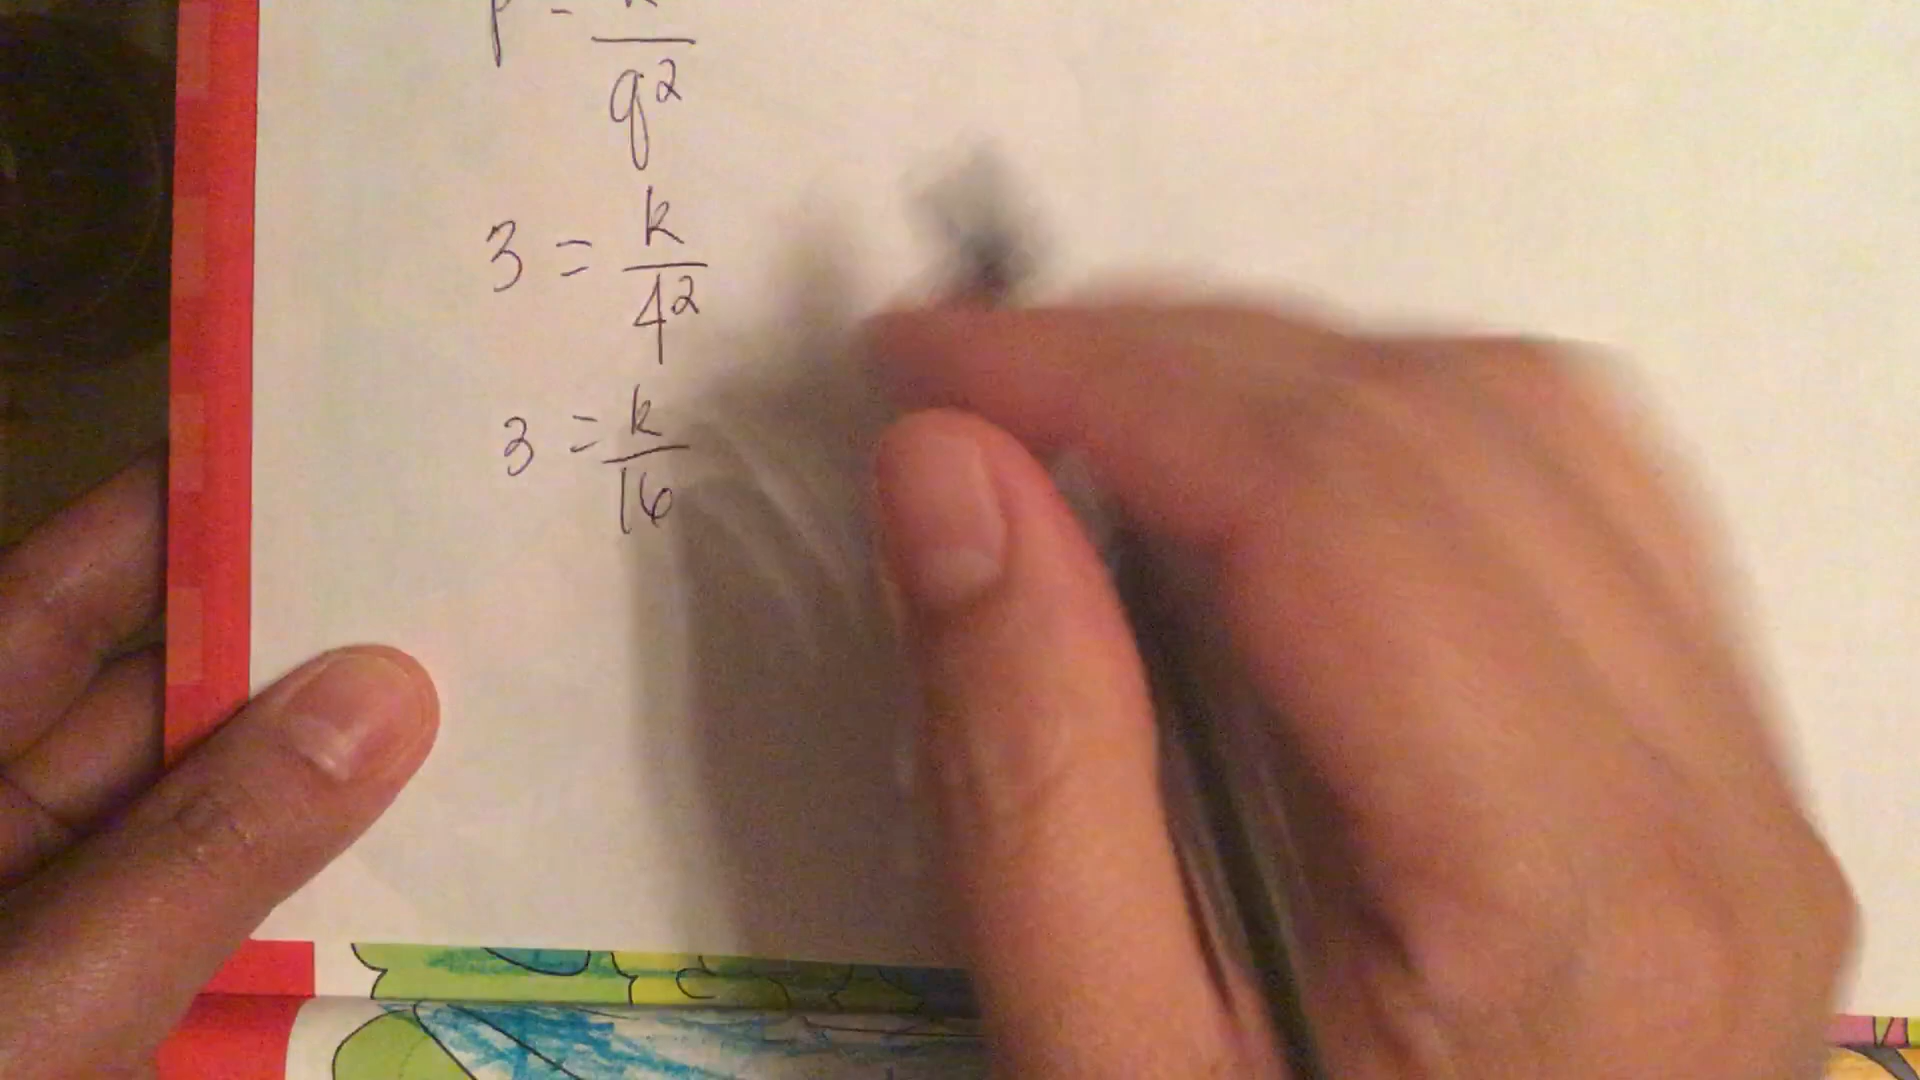 p = k/q²
3 = k/4²
3 = k/16